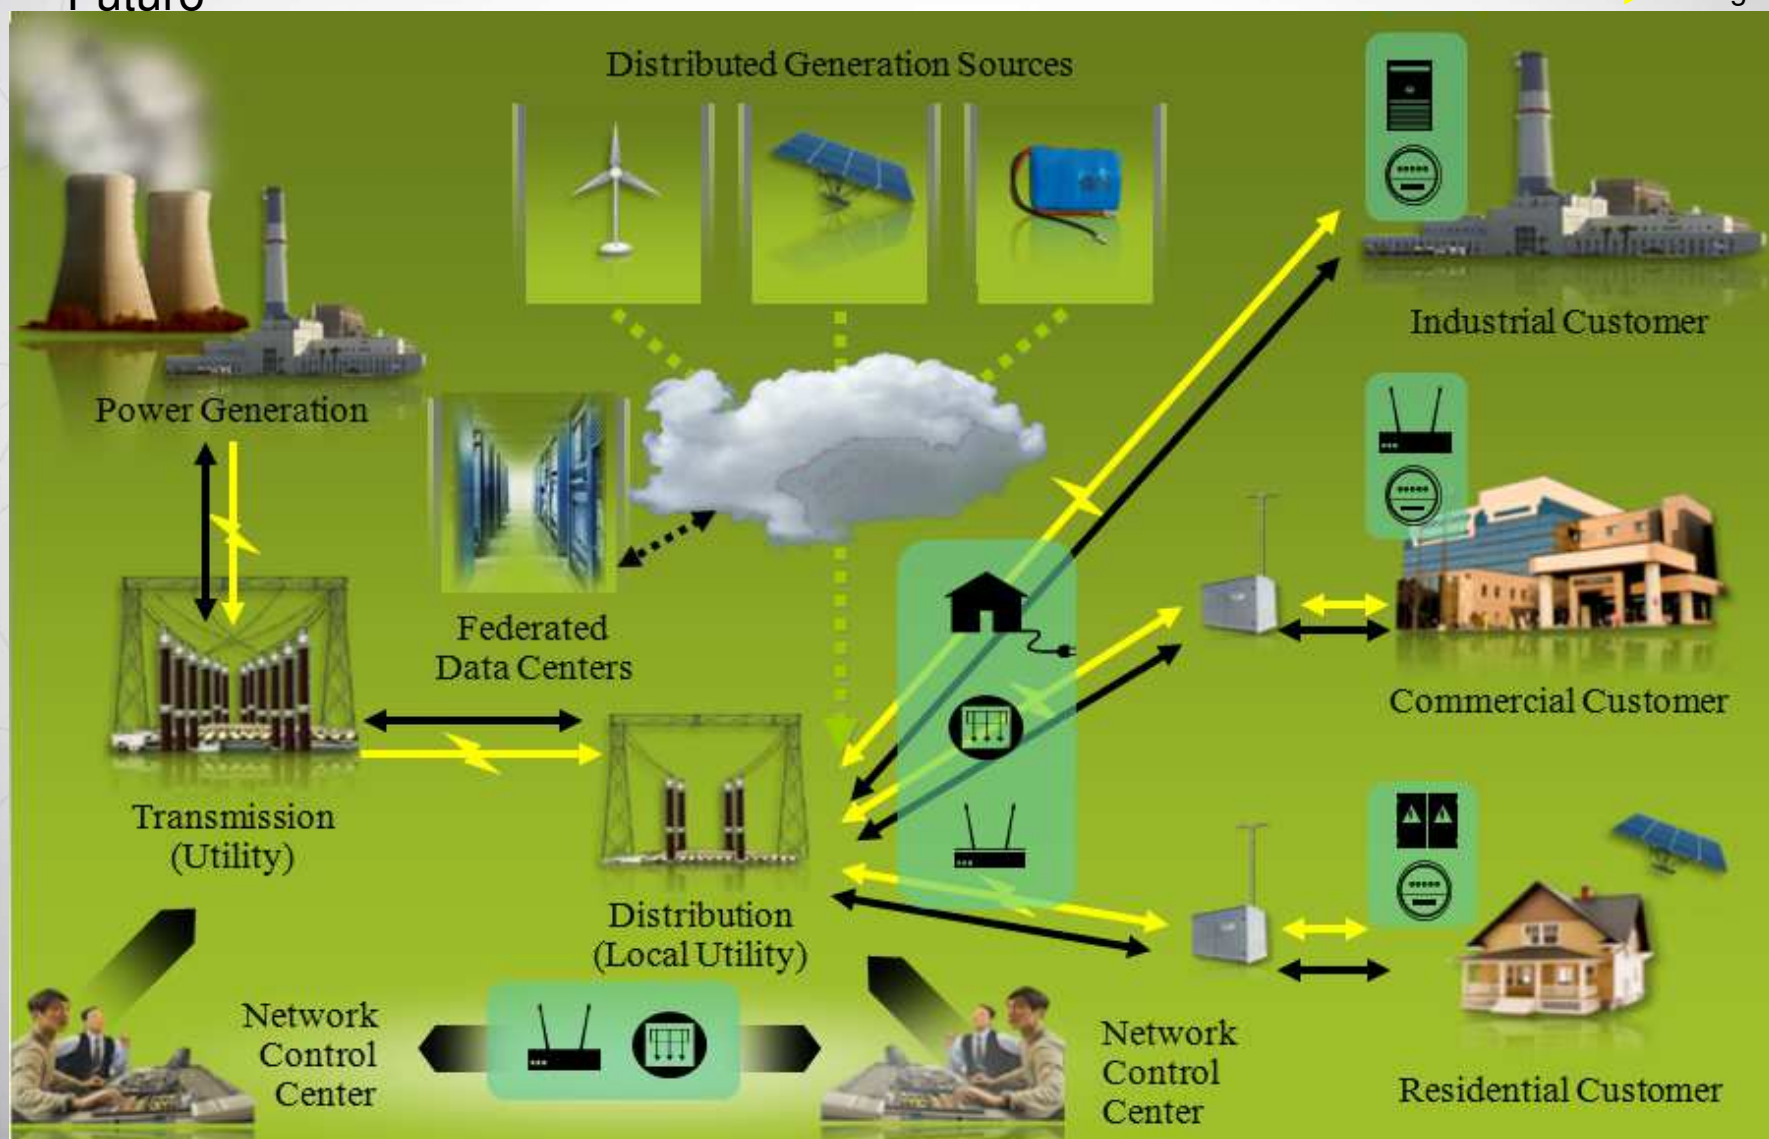 Futuro
Distributed Generation Sources
Industrial Customer
Power Generation
Federated
Data Centers
Commercial Customer
Transmission
(Utility)
Distribution
(Local Utility)
Network
Control
Center
Network
Control
Center
Residential Customer